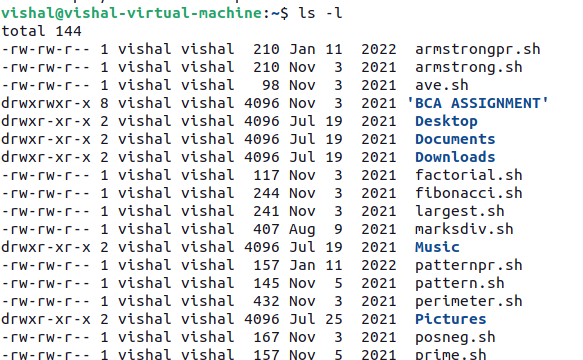 vishal@vishal-virtual-machine:~$ ls -l
total 144
-rw-rw-r-- 1 vishal vishal  210 Jan 11  2022  armstrongpr.sh
-rw-rw-r-- 1 vishal vishal  210 Nov  3  2021  armstrong.sh
-rw-rw-r-- 1 vishal vishal   98 Nov  3  2021  ave.sh
drwxrwxr-x 8 vishal vishal 4096 Nov  3  2021 'BCA ASSIGNMENT'
drwxr-xr-x 2 vishal vishal 4096 Jul 19  2021  Desktop
drwxr-xr-x 2 vishal vishal 4096 Jul 19  2021  Documents
drwxr-xr-x 2 vishal vishal 4096 Jul 19  2021  Downloads
-rw-rw-r-- 1 vishal vishal  117 Nov  3  2021  factorial.sh
-rw-rw-r-- 1 vishal vishal  244 Nov  3  2021  fibonacci.sh
-rw-rw-r-- 1 vishal vishal  241 Nov  3  2021  largest.sh
-rw-rw-r-- 1 vishal vishal  407 Aug  9  2021  marksdiv.sh
drwxr-xr-x 2 vishal vishal 4096 Jul 19  2021  Music
-rw-rw-r-- 1 vishal vishal  157 Jan 11  2022  patternpr.sh
-rw-rw-r-- 1 vishal vishal  145 Nov  5  2021  pattern.sh
-rw-rw-r-- 1 vishal vishal  432 Nov  3  2021  perimeter.sh
drwxr-xr-x 2 vishal vishal 4096 Jul 25  2021  Pictures
-rw-rw-r-- 1 vishal vishal  167 Nov  3  2021  posneg.sh
-rw-rw-r-- 1 vishal vishal  157 Nov  5  2021  prime.sh